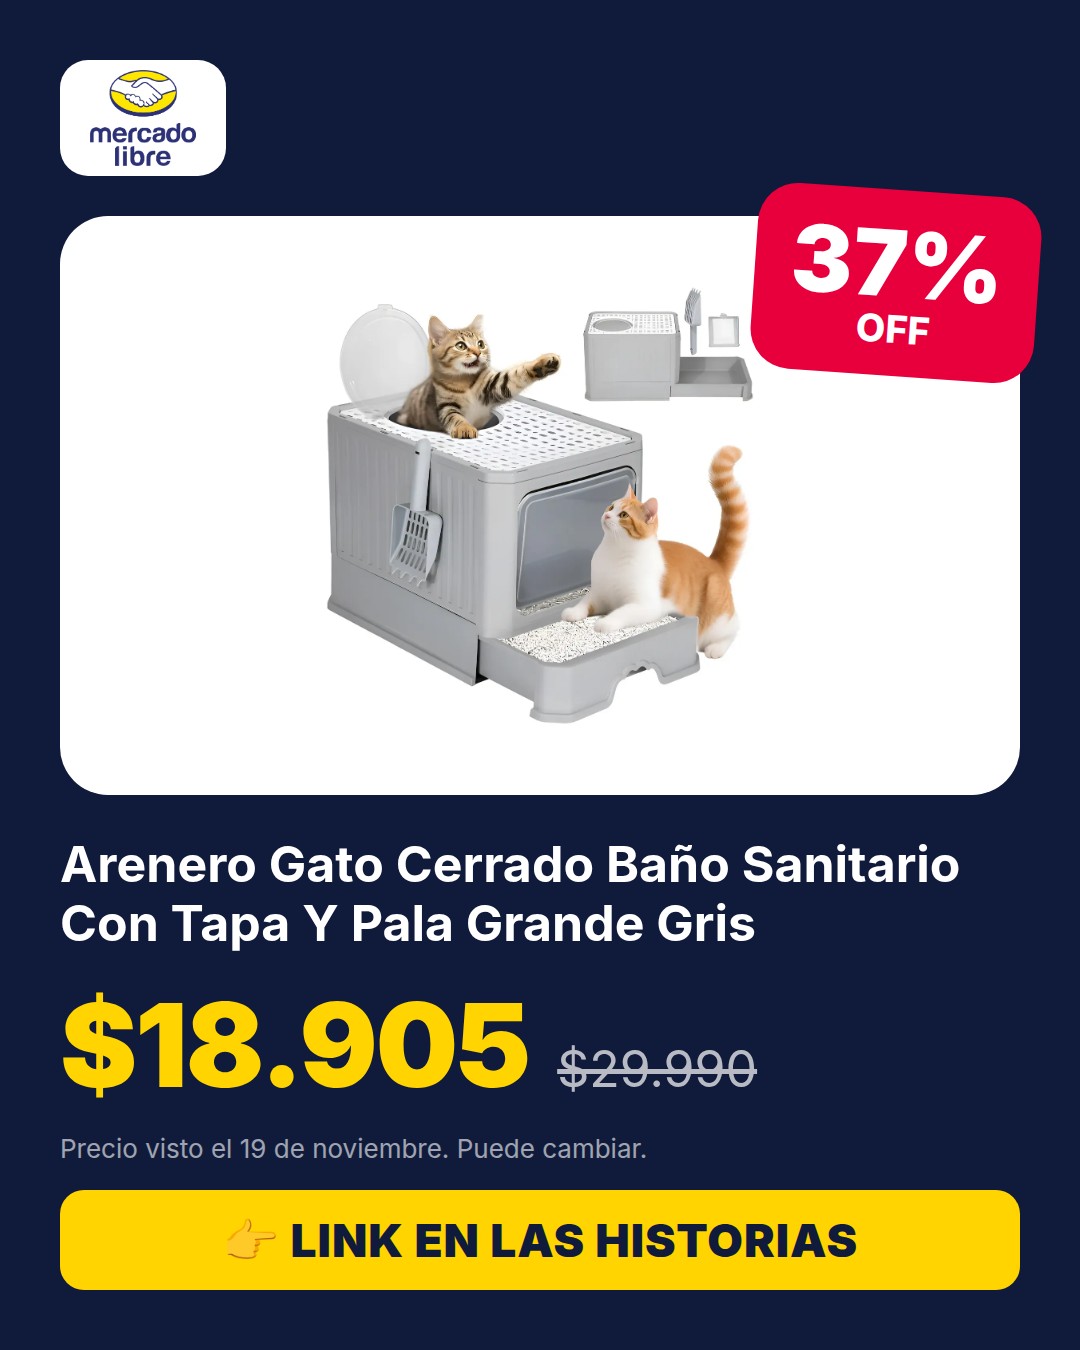 mercado
libre
37%
OFF
Arenero Gato Cerrado Baño Sanitario
Con Tapa Y Pala Grande Gris
$18.905 $29.990
Precio visto el 19 de noviembre. Puede cambiar.
👉 LINK EN LAS HISTORIAS